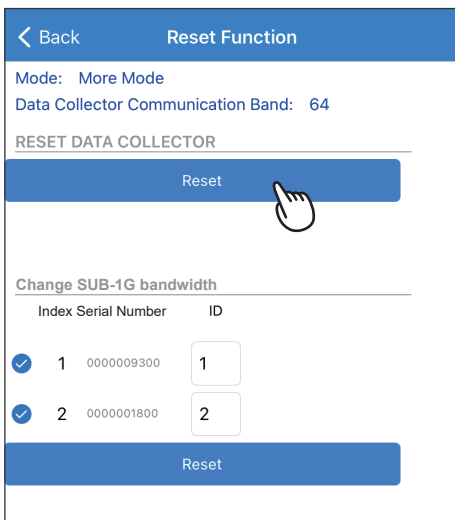 Back Reset Function
Mode: More Mode
Data Collector Communication Band: 64
RESET DATA COLLECTOR
Reset
Change SUB-1G bandwidth
Index Serial Number ID
1 0000009300 1
2 0000001800 2
Reset